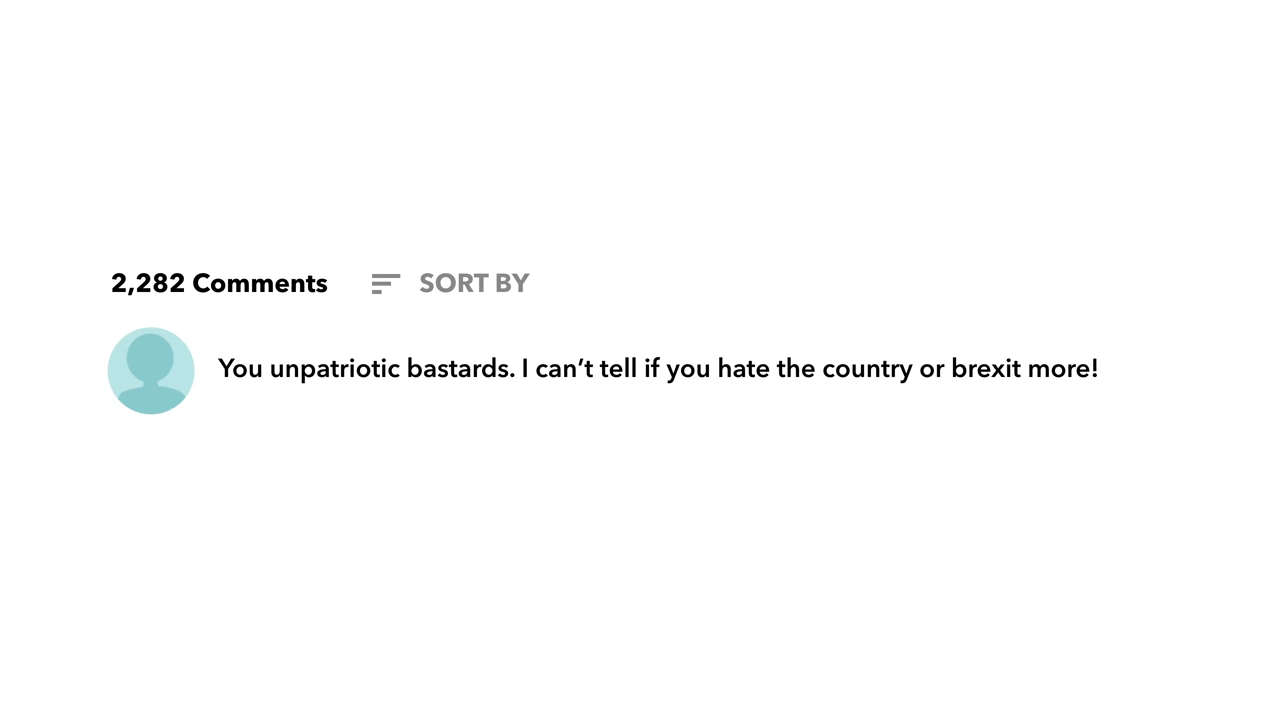 2,282 Comments SORT BY
You unpatriotic bastards. I can’t tell if you hate the country or brexit more!